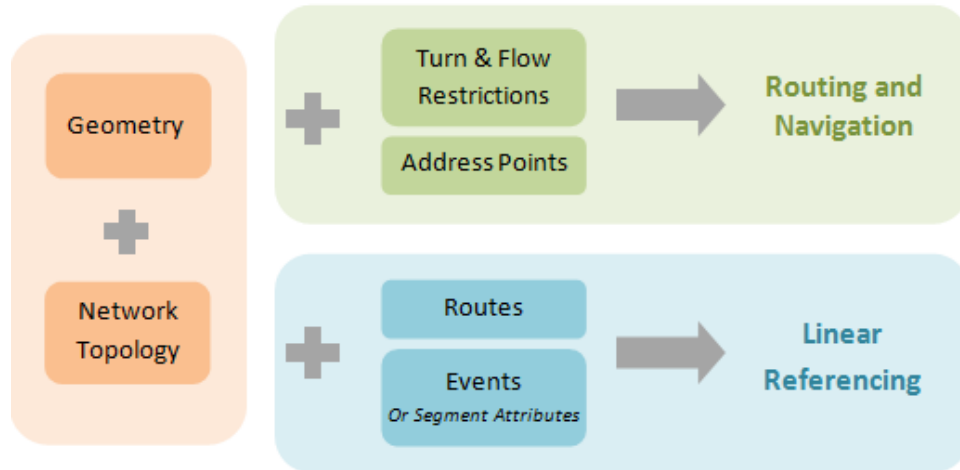 Geometry
Network
Topology
Turn & Flow
Restrictions
Address Points
Routing and
Navigation
Routes
Events
Or Segment Attributes
Linear
Referencing